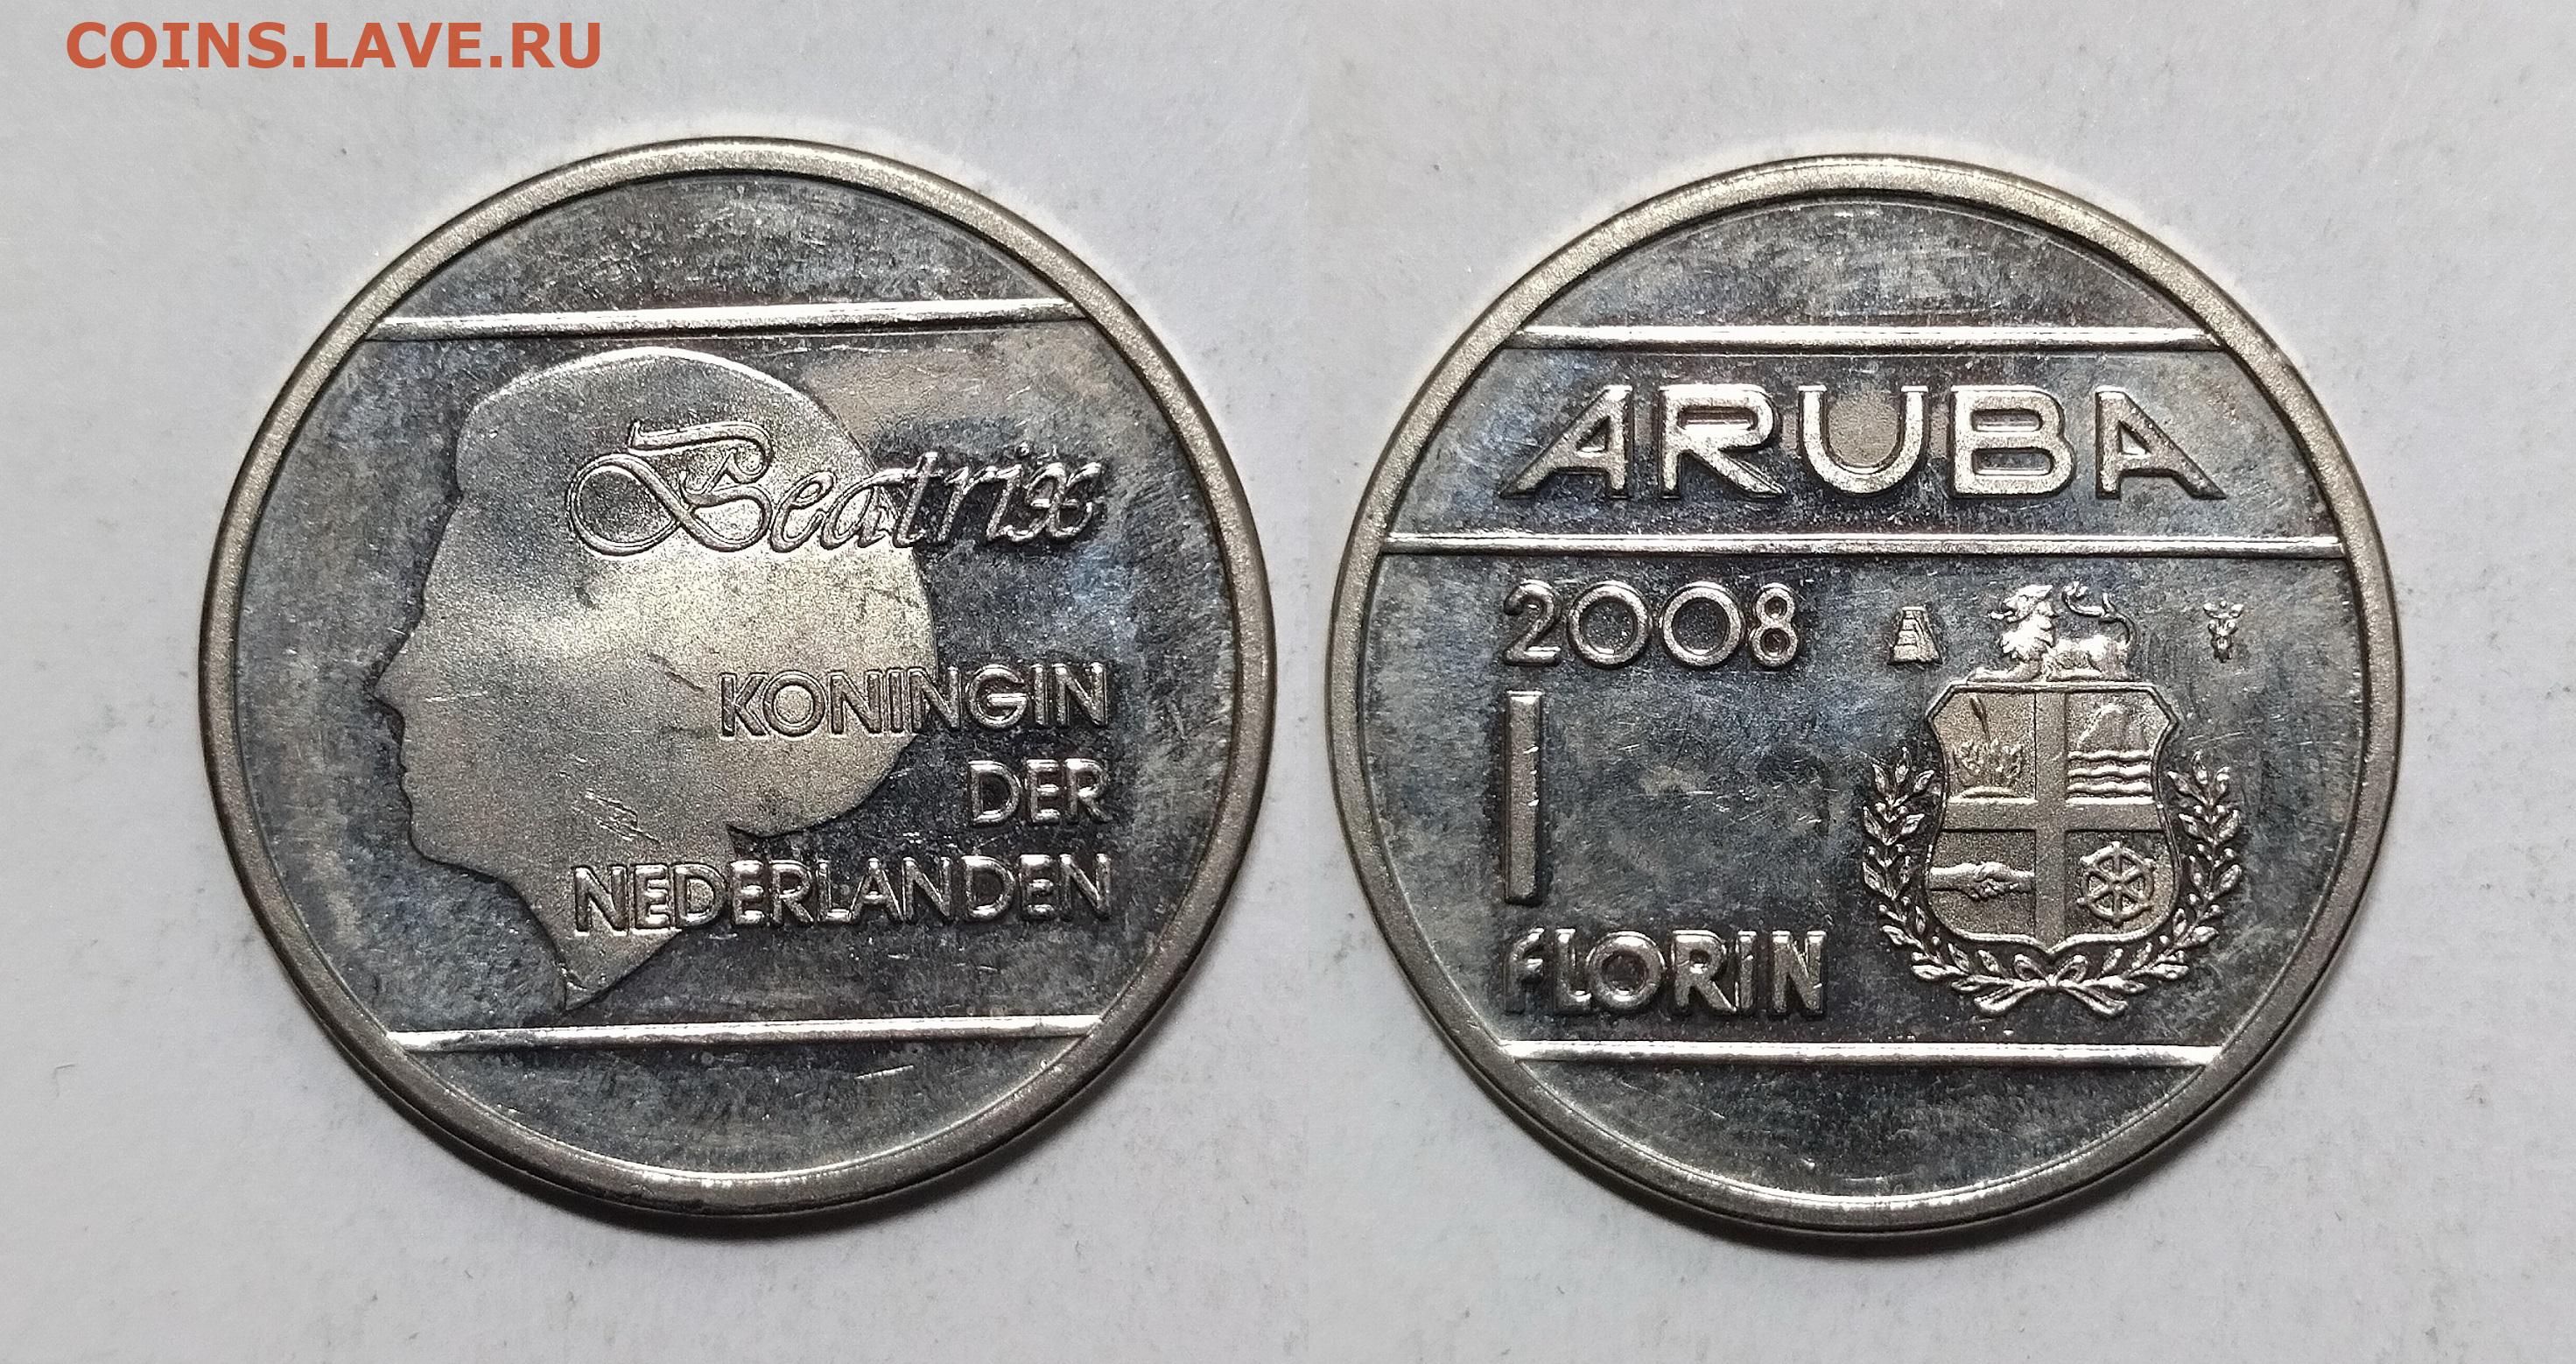 COINS.LAVE.RU
Beatrix
KONINGIN
DER
NEDERLANDEN
ARUBA
2008
1
FLORIN